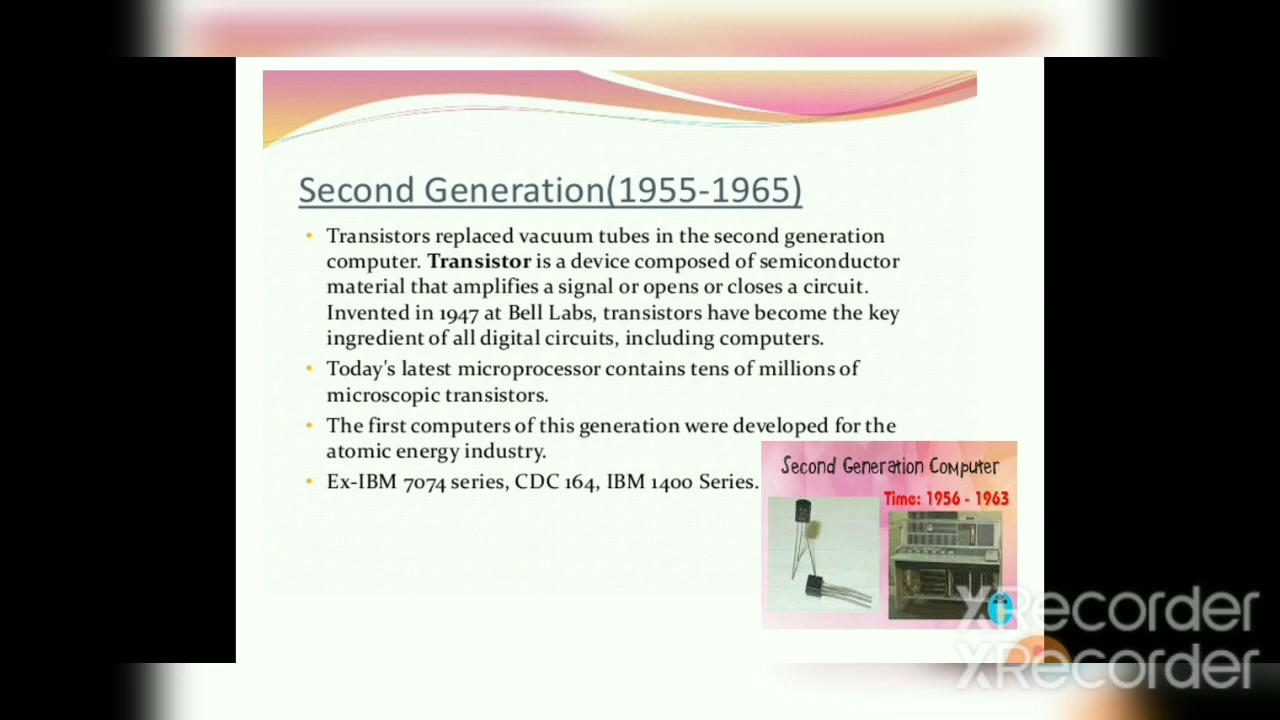 Second Generation(1955-1965)
• Transistors replaced vacuum tubes in the second generation
computer. Transistor is a device composed of semiconductor
material that amplifies a signal or opens or closes a circuit.
Invented in 1947 at Bell Labs, transistors have become the key
ingredient of all digital circuits, including computers.
• Today's latest microprocessor contains tens of millions of
microscopic transistors.
• The first computers of this generation were developed for the
atomic energy industry.
• Ex-IBM 7074 series, CDC 164, IBM 1400 Series.
Second Generation Computer
Time: 1956 - 1963
XRecorder
XRecorder